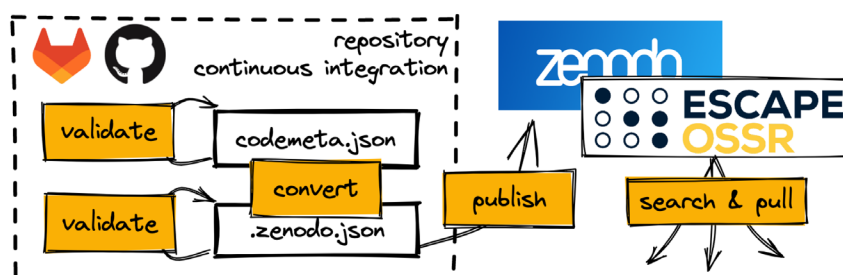 repository
continuous integration
validate
codemeta.json
convert
validate
.zenodo.json
publish
zenodo
ESCAPE
OSSR
search & pull